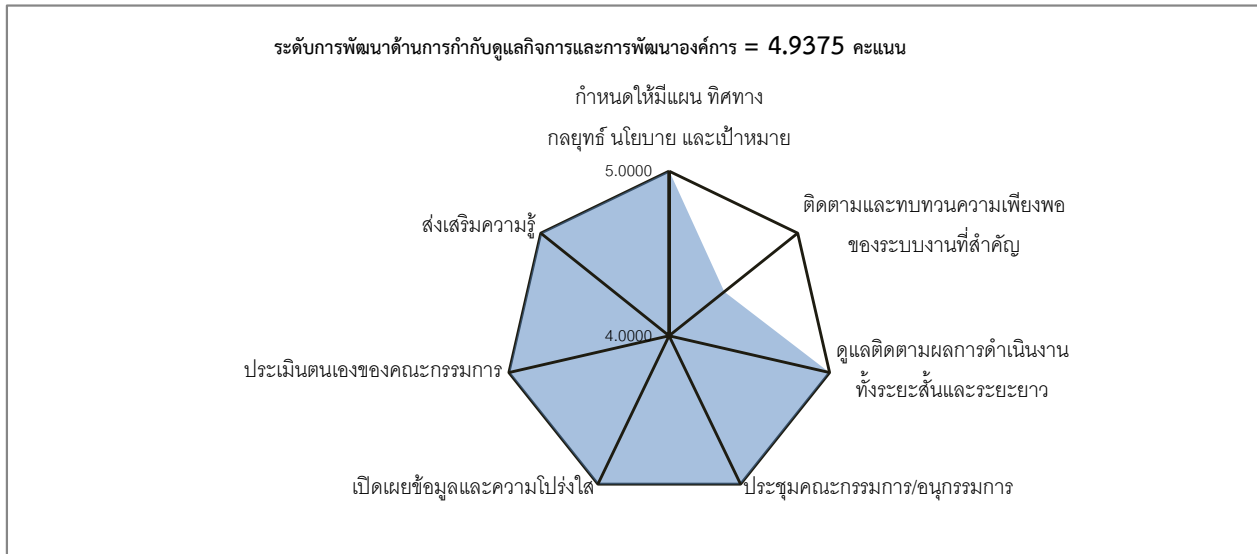 ระดับการพัฒนาด้านการกำกับดูแลกิจการและการพัฒนาองค์การ = 4.9375 คะแนน
กำหนดให้มีแผน ทิศทาง
กลยุทธ์ นโยบาย และเป้าหมาย
5.0000
ติดตามและทบทวนความเพียงพอ
ของระบบงานที่สำคัญ
ส่งเสริมความรู้
4.0000
ดูแลติดตามผลการดำเนินงาน
ทั้งระยะสั้นและระยะยาว
ประเมินตนเองของคณะกรรมการ
เปิดเผยข้อมูลและความโปร่งใส
ประชุมคณะกรรมการ/อนุกรรมการ